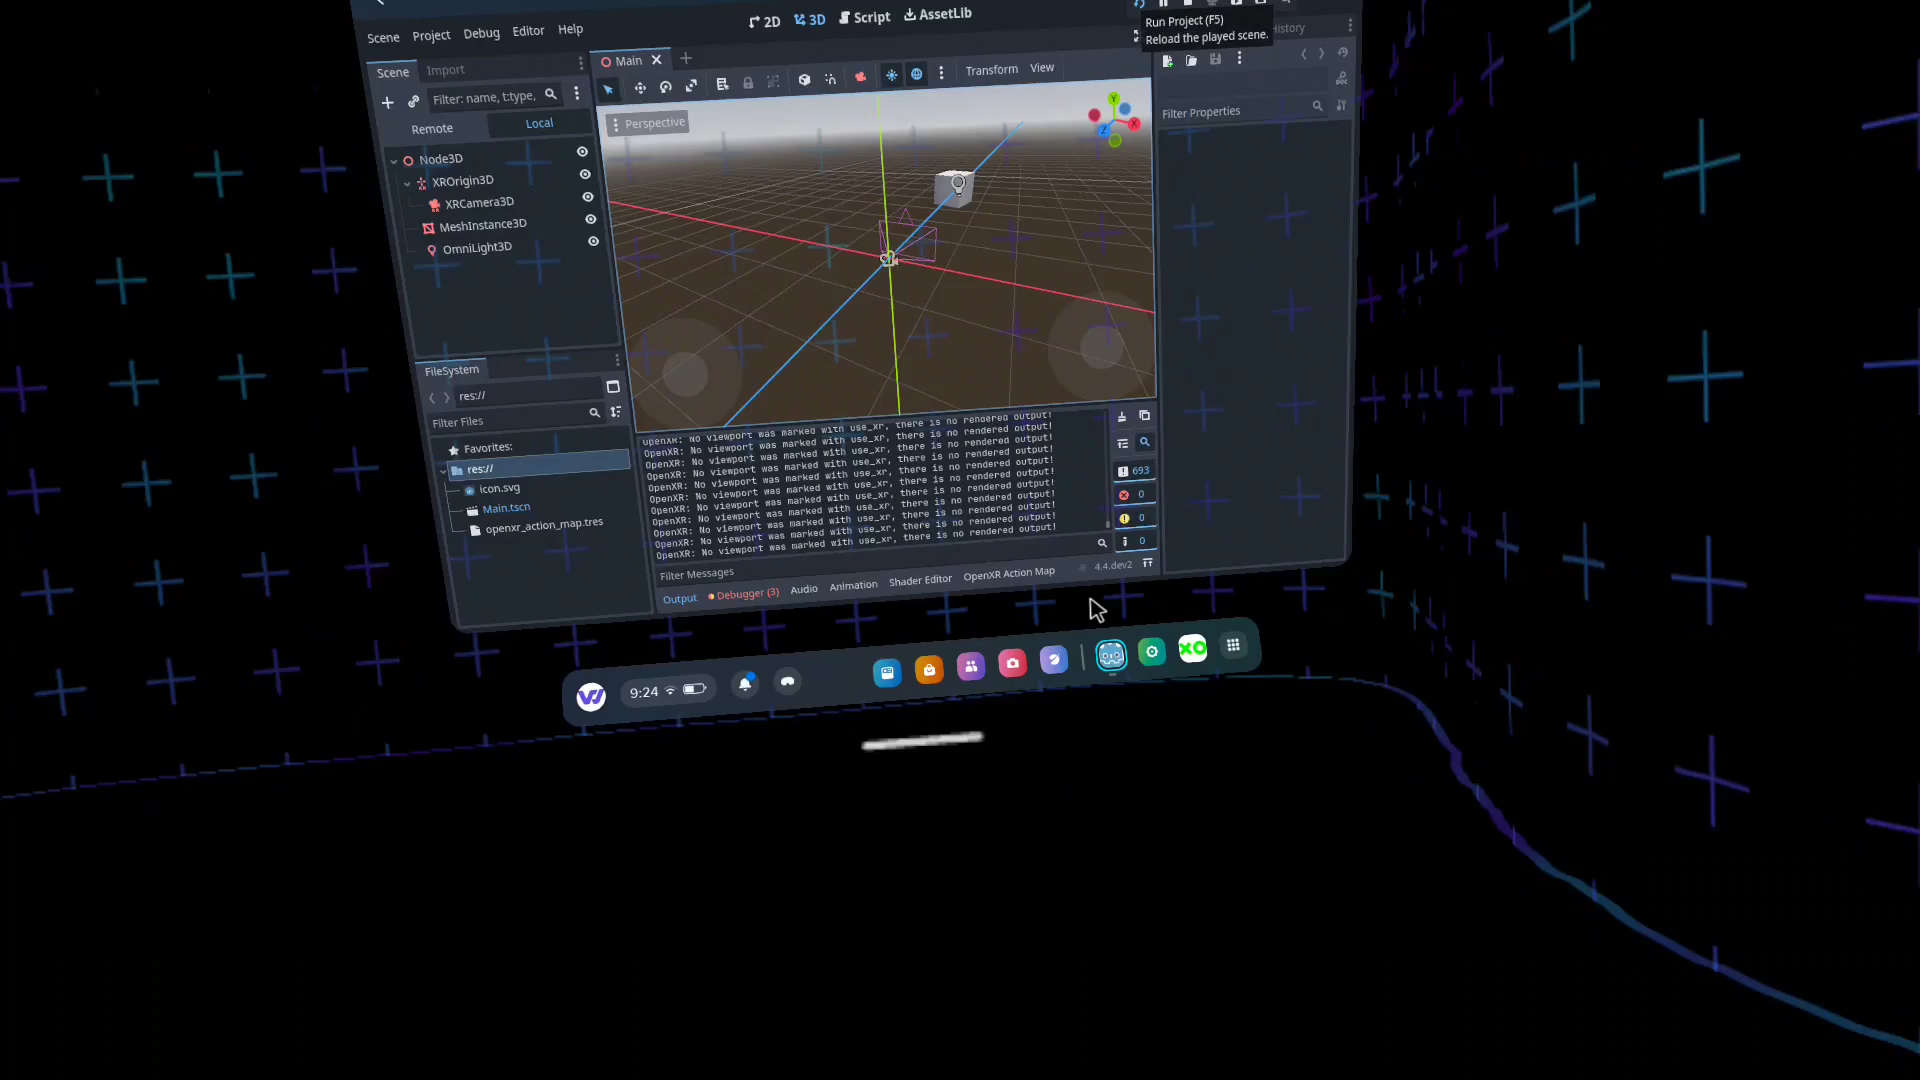 Scene Project Debug Editor Help
2D 3D Script AssetLib
Run Project (F5)
Reload the played scene.
History
Scene Import
Main
Filter: name, t:type,
Transform View
Perspective
Y
X
Z
Filter Properties
Remote Local
Node3D
XROrigin3D
XRCamera3D
MeshInstance3D
OmniLight3D
FileSystem
res://
Filter Files
Favorites:
res://
icon.svg
Main.tscn
openxr_action_map.tres
OpenXR: No viewport was marked with use_xr, there is no rendered output!
OpenXR: No viewport was marked with use_xr, there is no rendered output!
OpenXR: No viewport was marked with use_xr, there is no rendered output!
OpenXR: No viewport was marked with use_xr, there is no rendered output!
OpenXR: No viewport was marked with use_xr, there is no rendered output!
OpenXR: No viewport was marked with use_xr, there is no rendered output!
OpenXR: No viewport was marked with use_xr, there is no rendered output!
OpenXR: No viewport was marked with use_xr, there is no rendered output!
OpenXR: No viewport was marked with use_xr, there is no rendered output!
OpenXR: No viewport was marked with use_xr, there is no rendered output!
OpenXR: No viewport was marked with use_xr, there is no rendered output!
693
0
0
0
Filter Messages
Output Debugger (3) Audio Animation Shader Editor OpenXR Action Map 4.4.dev2
9:24
XO